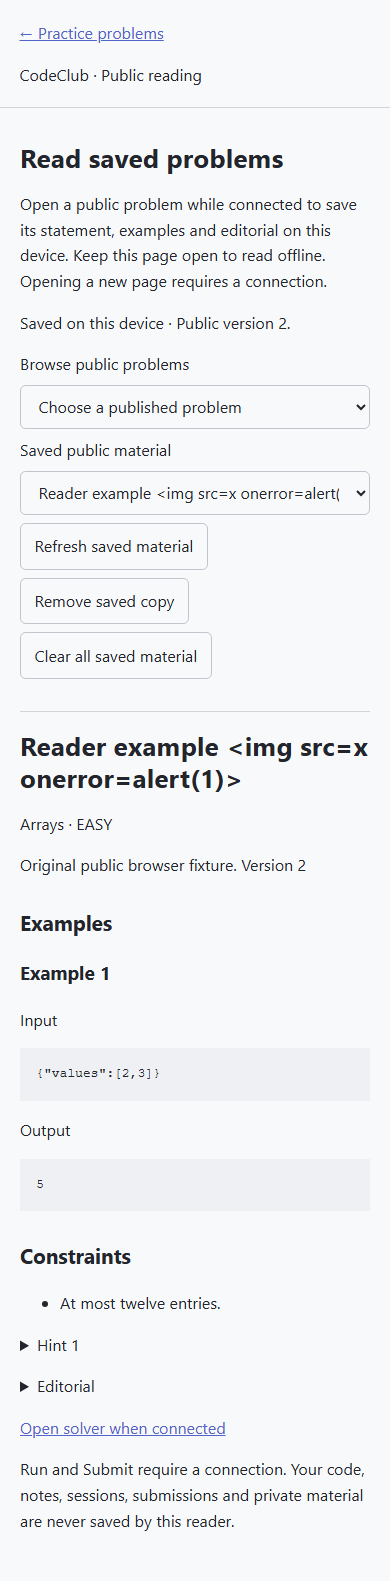 ← Practice problems
CodeClub · Public reading
Read saved problems
Open a public problem while connected to save
its statement, examples and editorial on this
device. Keep this page open to read offline.
Opening a new page requires a connection.
Saved on this device · Public version 2.
Browse public problems
Choose a published problem
Saved public material
Reader example <img src=x onerror=alert(
Refresh saved material
Remove saved copy
Clear all saved material
Reader example <img src=x
onerror=alert(1)>
Arrays · EASY
Original public browser fixture. Version 2
Examples
Example 1
Input
{"values":[2,3]}
Output
5
Constraints
• At most twelve entries.
▶ Hint 1
▶ Editorial
Open solver when connected
Run and Submit require a connection. Your code,
notes, sessions, submissions and private material
are never saved by this reader.